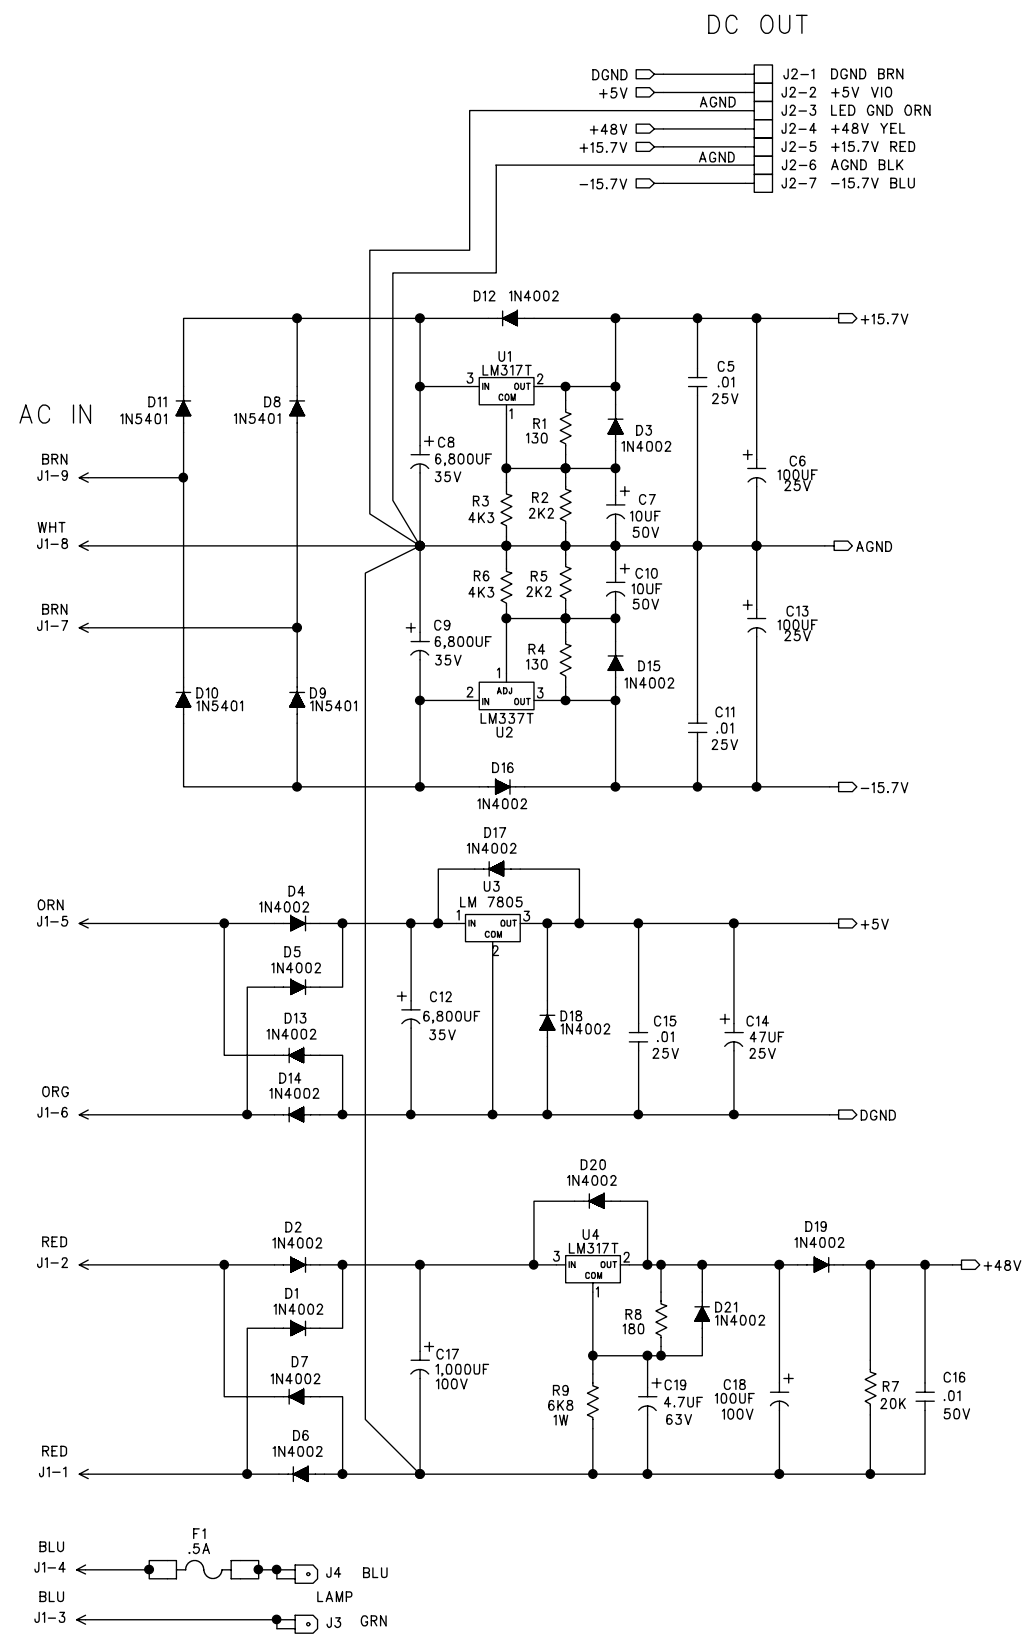 DC OUT
DGND J2-1 DGND BRN
+5V J2-2 +5V VIO
AGND J2-3 LED GND ORN
+48V J2-4 +48V YEL
+15.7V J2-5 +15.7V RED
AGND J2-6 AGND BLK
-15.7V J2-7 -15.7V BLU
D12 1N4002
+15.7V
U1
LM317T
3 IN OUT 2
COM
1
AC IN
D11
1N5401
D8
1N5401
R1
130
D3
1N4002
C5
.01
25V
BRN
J1-9
+ C8
6,800UF
35V
R3
4K3
R2
2K2
+ C7
10UF
50V
+ C6
100UF
25V
WHT
J1-8
AGND
R6
4K3
R5
2K2
+ C10
10UF
50V
BRN
J1-7
+ C9
6,800UF
35V
R4
130
D15
1N4002
+ C13
100UF
25V
D10
1N5401
D9
1N5401
1
ADJ
2 IN OUT 3
LM337T
U2
C11
.01
25V
D16
1N4002
-15.7V
D17
1N4002
U3
LM 7805
1 IN OUT 3
COM
2
ORN
J1-5
D4
1N4002
+5V
D5
1N4002
+ C12
6,800UF
35V
D13
1N4002
D18
1N4002
C15
.01
25V
+ C14
47UF
25V
D14
1N4002
ORG
J1-6
DGND
D20
1N4002
U4
LM317T
3 IN OUT 2
COM
1
RED
J1-2
D2
1N4002
D19
1N4002
+48V
D1
1N4002
R8
180
D21
1N4002
D7
1N4002
+ C17
1,000UF
100V
R9
6K8
1W
+ C19
4.7UF
63V
+
C18
100UF
100V
R7
20K
C16
.01
50V
D6
1N4002
RED
J1-1
F1
.5A
BLU
J1-4
J4 BLU
LAMP
BLU
J1-3
J3 GRN